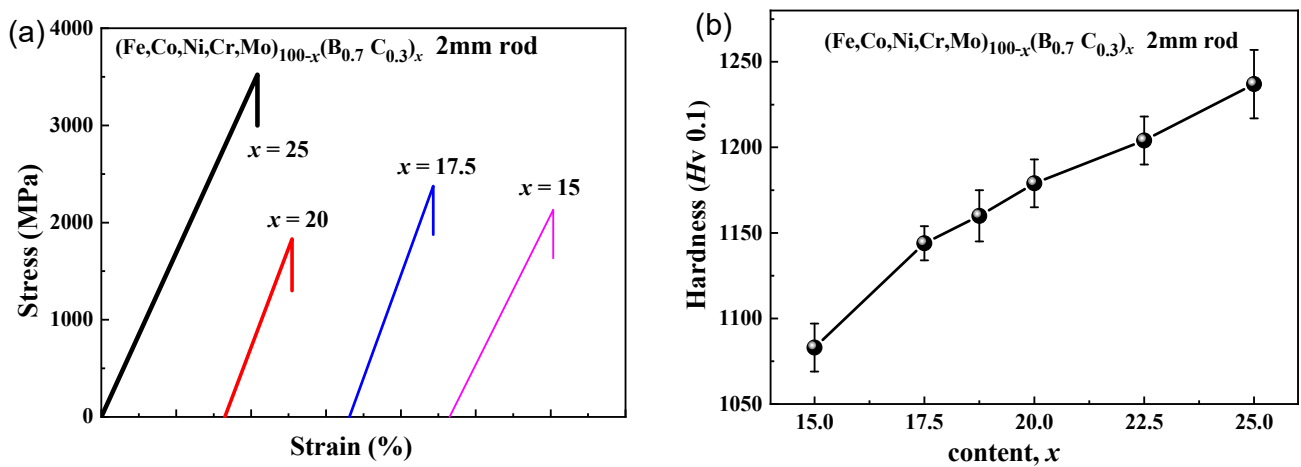 (a)
(Fe,Co,Ni,Cr,Mo)100-x(B0.7 C0.3)x 2mm rod
4000
3000
2000
1000
0
Stress (MPa)
x = 25
x = 20
x = 17.5
x = 15
Strain (%)
(b)
(Fe,Co,Ni,Cr,Mo)100-x(B0.7 C0.3)x 2mm rod
1250
1200
1150
1100
1050
Hardness (Hv 0.1)
15.0 17.5 20.0 22.5 25.0
content, x